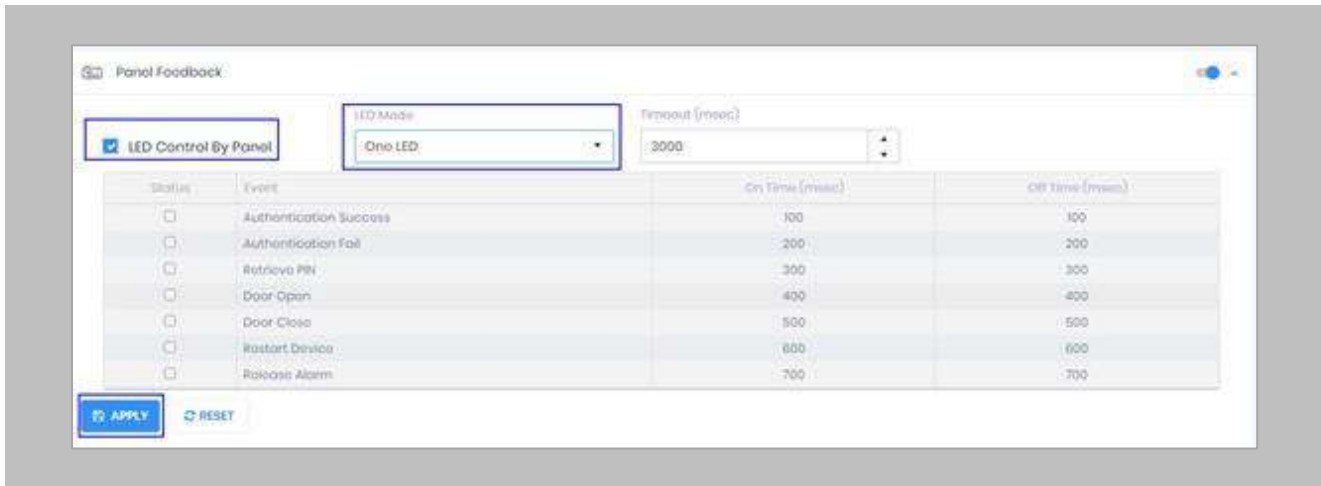 Panel Feedback
LED Control By Panel
LED Mode
One LED
Timeout (msec)
3000
Status Event On Time (msec) Off Time (msec)
Authentication Success 100 100
Authentication Fail 200 200
Retrieve PIN 300 300
Door Open 400 400
Door Close 500 500
Restart Device 600 600
Release Alarm 700 700
APPLY RESET